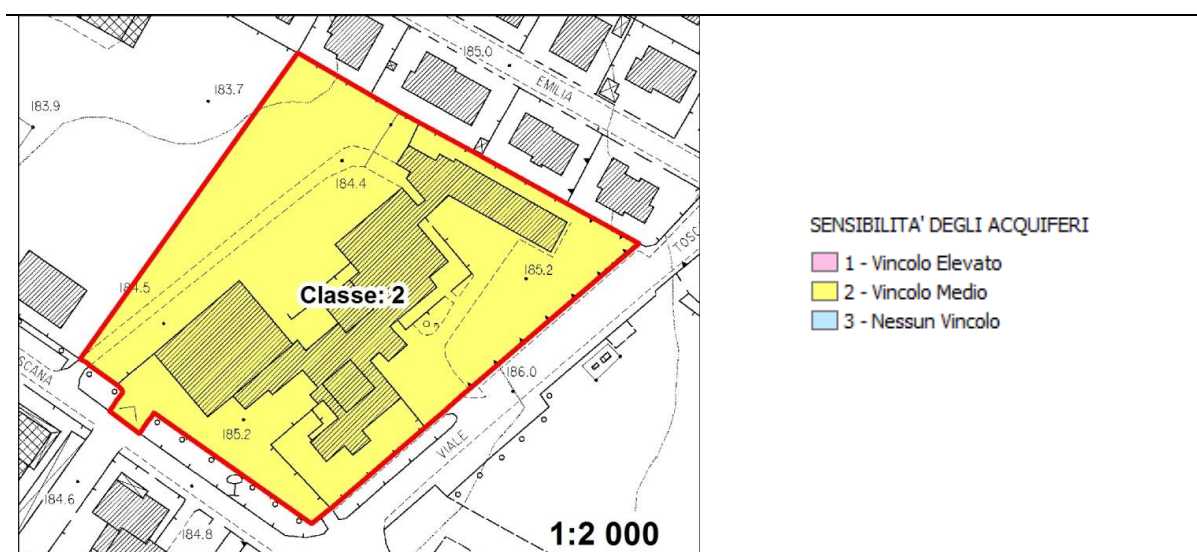 185.0
EMILIA
183.7
183.9
184.4
TOSC
185.2
184.5
Classe: 2
SCANA
186.0
185.2
VIALE
184.6
184.8
1:2 000
SENSIBILITA' DEGLI ACQUIFERI
1 - Vincolo Elevato
2 - Vincolo Medio
3 - Nessun Vincolo